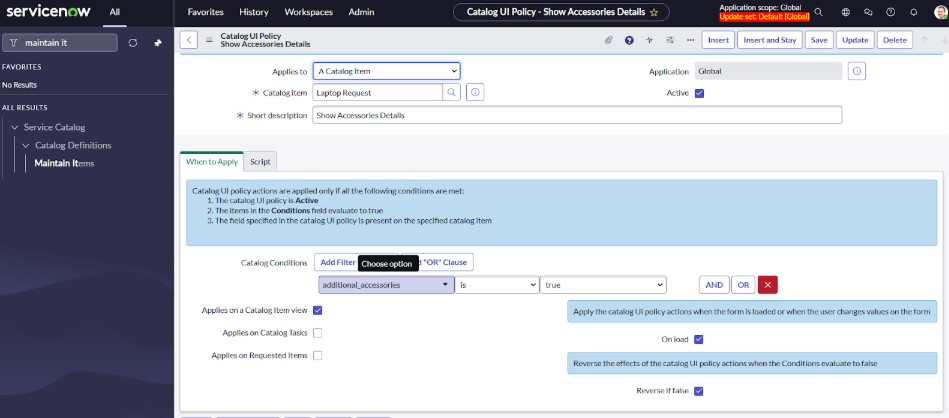 servicenow
All
Favorites History Workspaces Admin
Catalog UI Policy - Show Accessories Details
Application scope: Global
Update set: Default [Global]
maintain it
FAVORITES
No Results
ALL RESULTS
Service Catalog
Catalog Definitions
Maintain Items
Catalog UI Policy
Show Accessories Details
Insert Insert and Stay Save Update Delete
Applies to A Catalog Item Application Global
Catalog item Laptop Request Active
Short description Show Accessories Details
When to Apply Script
Catalog UI policy actions are applied only if all the following conditions are met:
1. The catalog UI policy is Active
2. The items in the Conditions field evaluate to true
3. The field specified in the catalog UI policy is present on the specified catalog item
Catalog Conditions Add Filter "OR" Clause
Choose option
additional_accessories is true AND OR
Applies on a Catalog Item view
Apply the catalog UI policy actions when the form is loaded or when the user changes values on the form
Applies on Catalog Tasks
On load
Applies on Requested Items
Reverse the effects of the catalog UI policy actions when the Conditions evaluate to false
Reverse if false